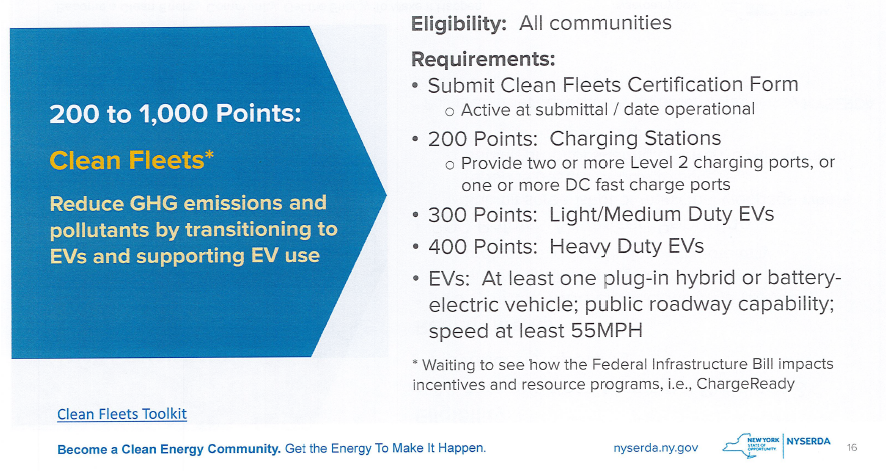 200 to 1,000 Points:
Clean Fleets*
Reduce GHG emissions and
pollutants by transitioning to
EVs and supporting EV use
Eligibility: All communities
Requirements:
• Submit Clean Fleets Certification Form
o Active at submittal / date operational
• 200 Points: Charging Stations
o Provide two or more Level 2 charging ports, or
one or more DC fast charge ports
• 300 Points: Light/Medium Duty EVs
• 400 Points: Heavy Duty EVs
• EVs: At least one plug-in hybrid or battery-
electric vehicle; public roadway capability;
speed at least 55MPH
* Waiting to see how the Federal Infrastructure Bill impacts
incentives and resource programs, i.e., ChargeReady
Clean Fleets Toolkit
Become a Clean Energy Community. Get the Energy To Make It Happen.
nyserda.ny.gov
NEW YORK
STATE OF
OPPORTUNITY
NYSERDA
16